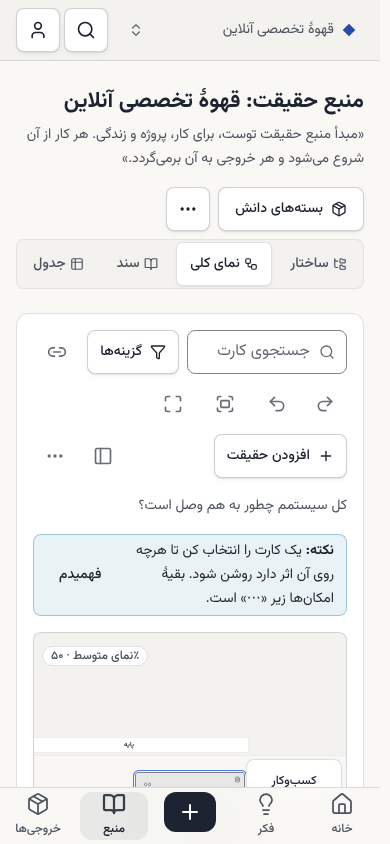 قهوهٔ تخصصی آنلاین
منبع حقیقت: قهوهٔ تخصصی آنلاین
«مبدأ منبع حقیقت توست، برای کار، پروژه و زندگی. هر کار از آن
شروع می‌شود و هر خروجی به آن برمی‌گردد.»
بسته‌های دانش
ساختار
نمای کلی
سند
جدول
جستجوی کارت
گزینه‌ها
افزودن حقیقت
کل سیستمم چطور به هم وصل است؟
نکته: یک کارت را انتخاب کن تا هرچه
روی آن اثر دارد روشن شود. بقیهٔ
امکان‌ها زیر «⋯» است.
فهمیدم
نمای متوسط · ۵۰٪
پایه
کسب‌وکار
خانه
فکر
منبع
خروجی‌ها